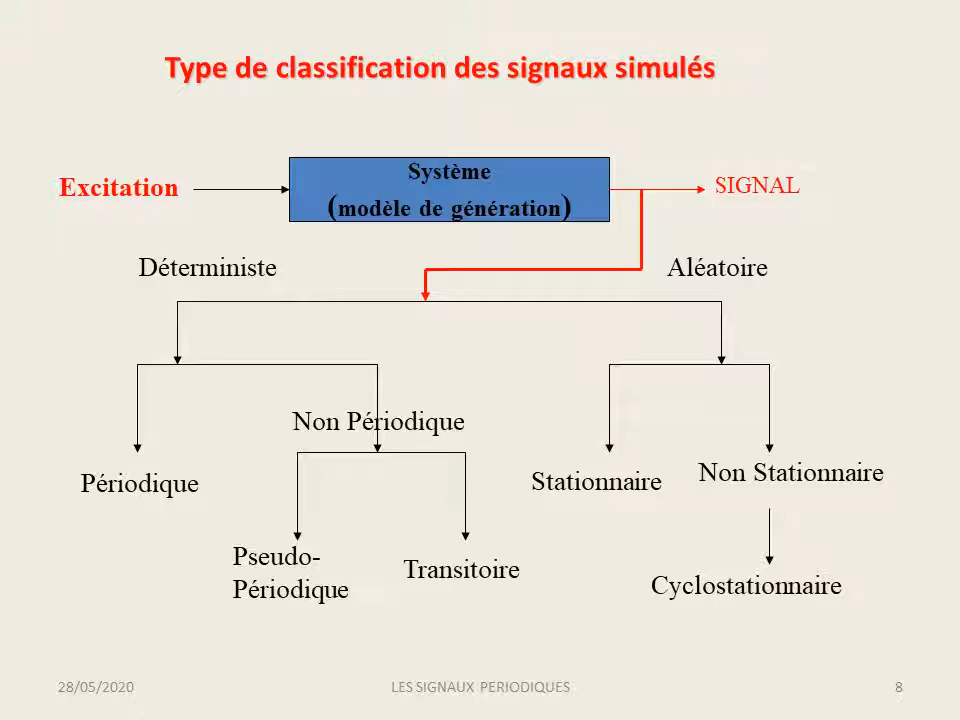 Type de classification des signaux simulés
Système
Excitation
(modèle de génération)
SIGNAL
Déterministe
Aléatoire
Non Périodique
Périodique
Stationnaire
Non Stationnaire
Pseudo-
Périodique
Transitoire
Cyclostationnaire
28/05/2020
LES SIGNAUX PERIODIQUES
8